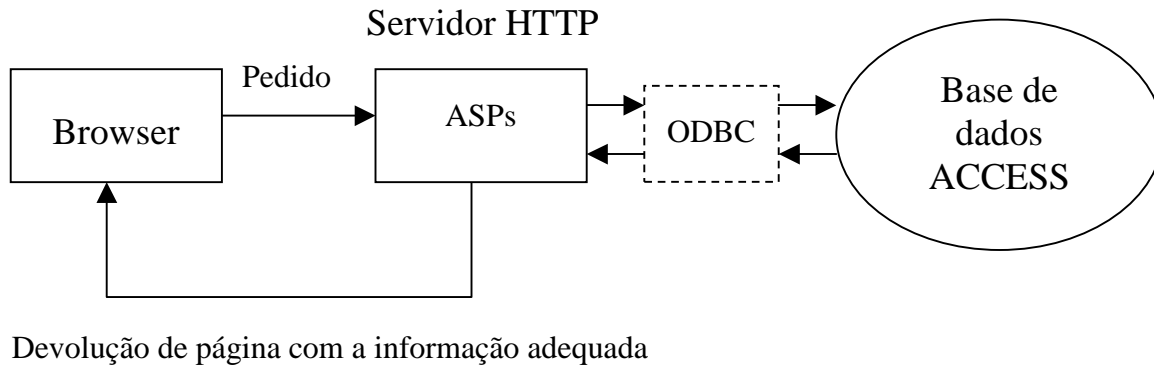 Servidor HTTP
Pedido
Browser
ASPs
ODBC
Base de
dados
ACCESS
Devolução de página com a informação adequada